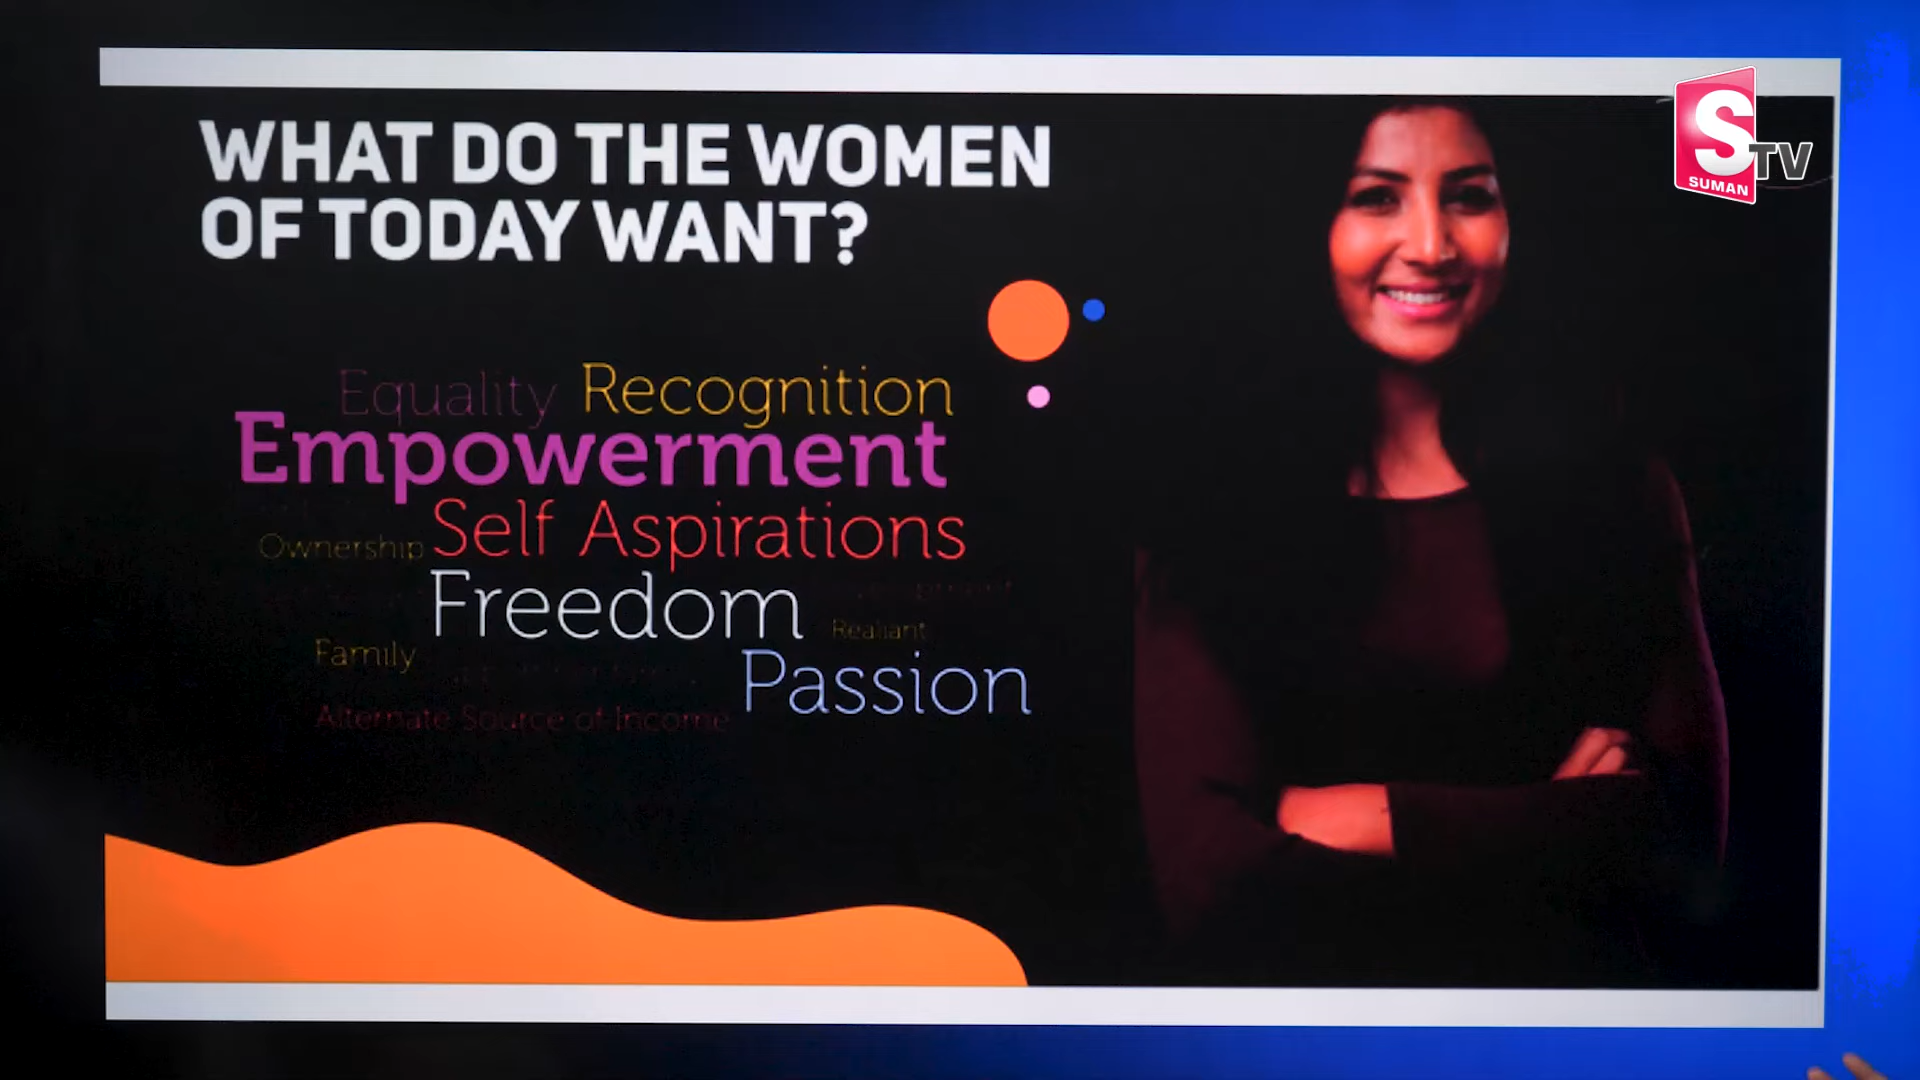 WHAT DO THE WOMEN
OF TODAY WANT?
S
TV
SUMAN
Equality Recognition
Empowerment
Ownership Self Aspirations
Freedom
Realiant
Family
Passion
Alternate Source of Income